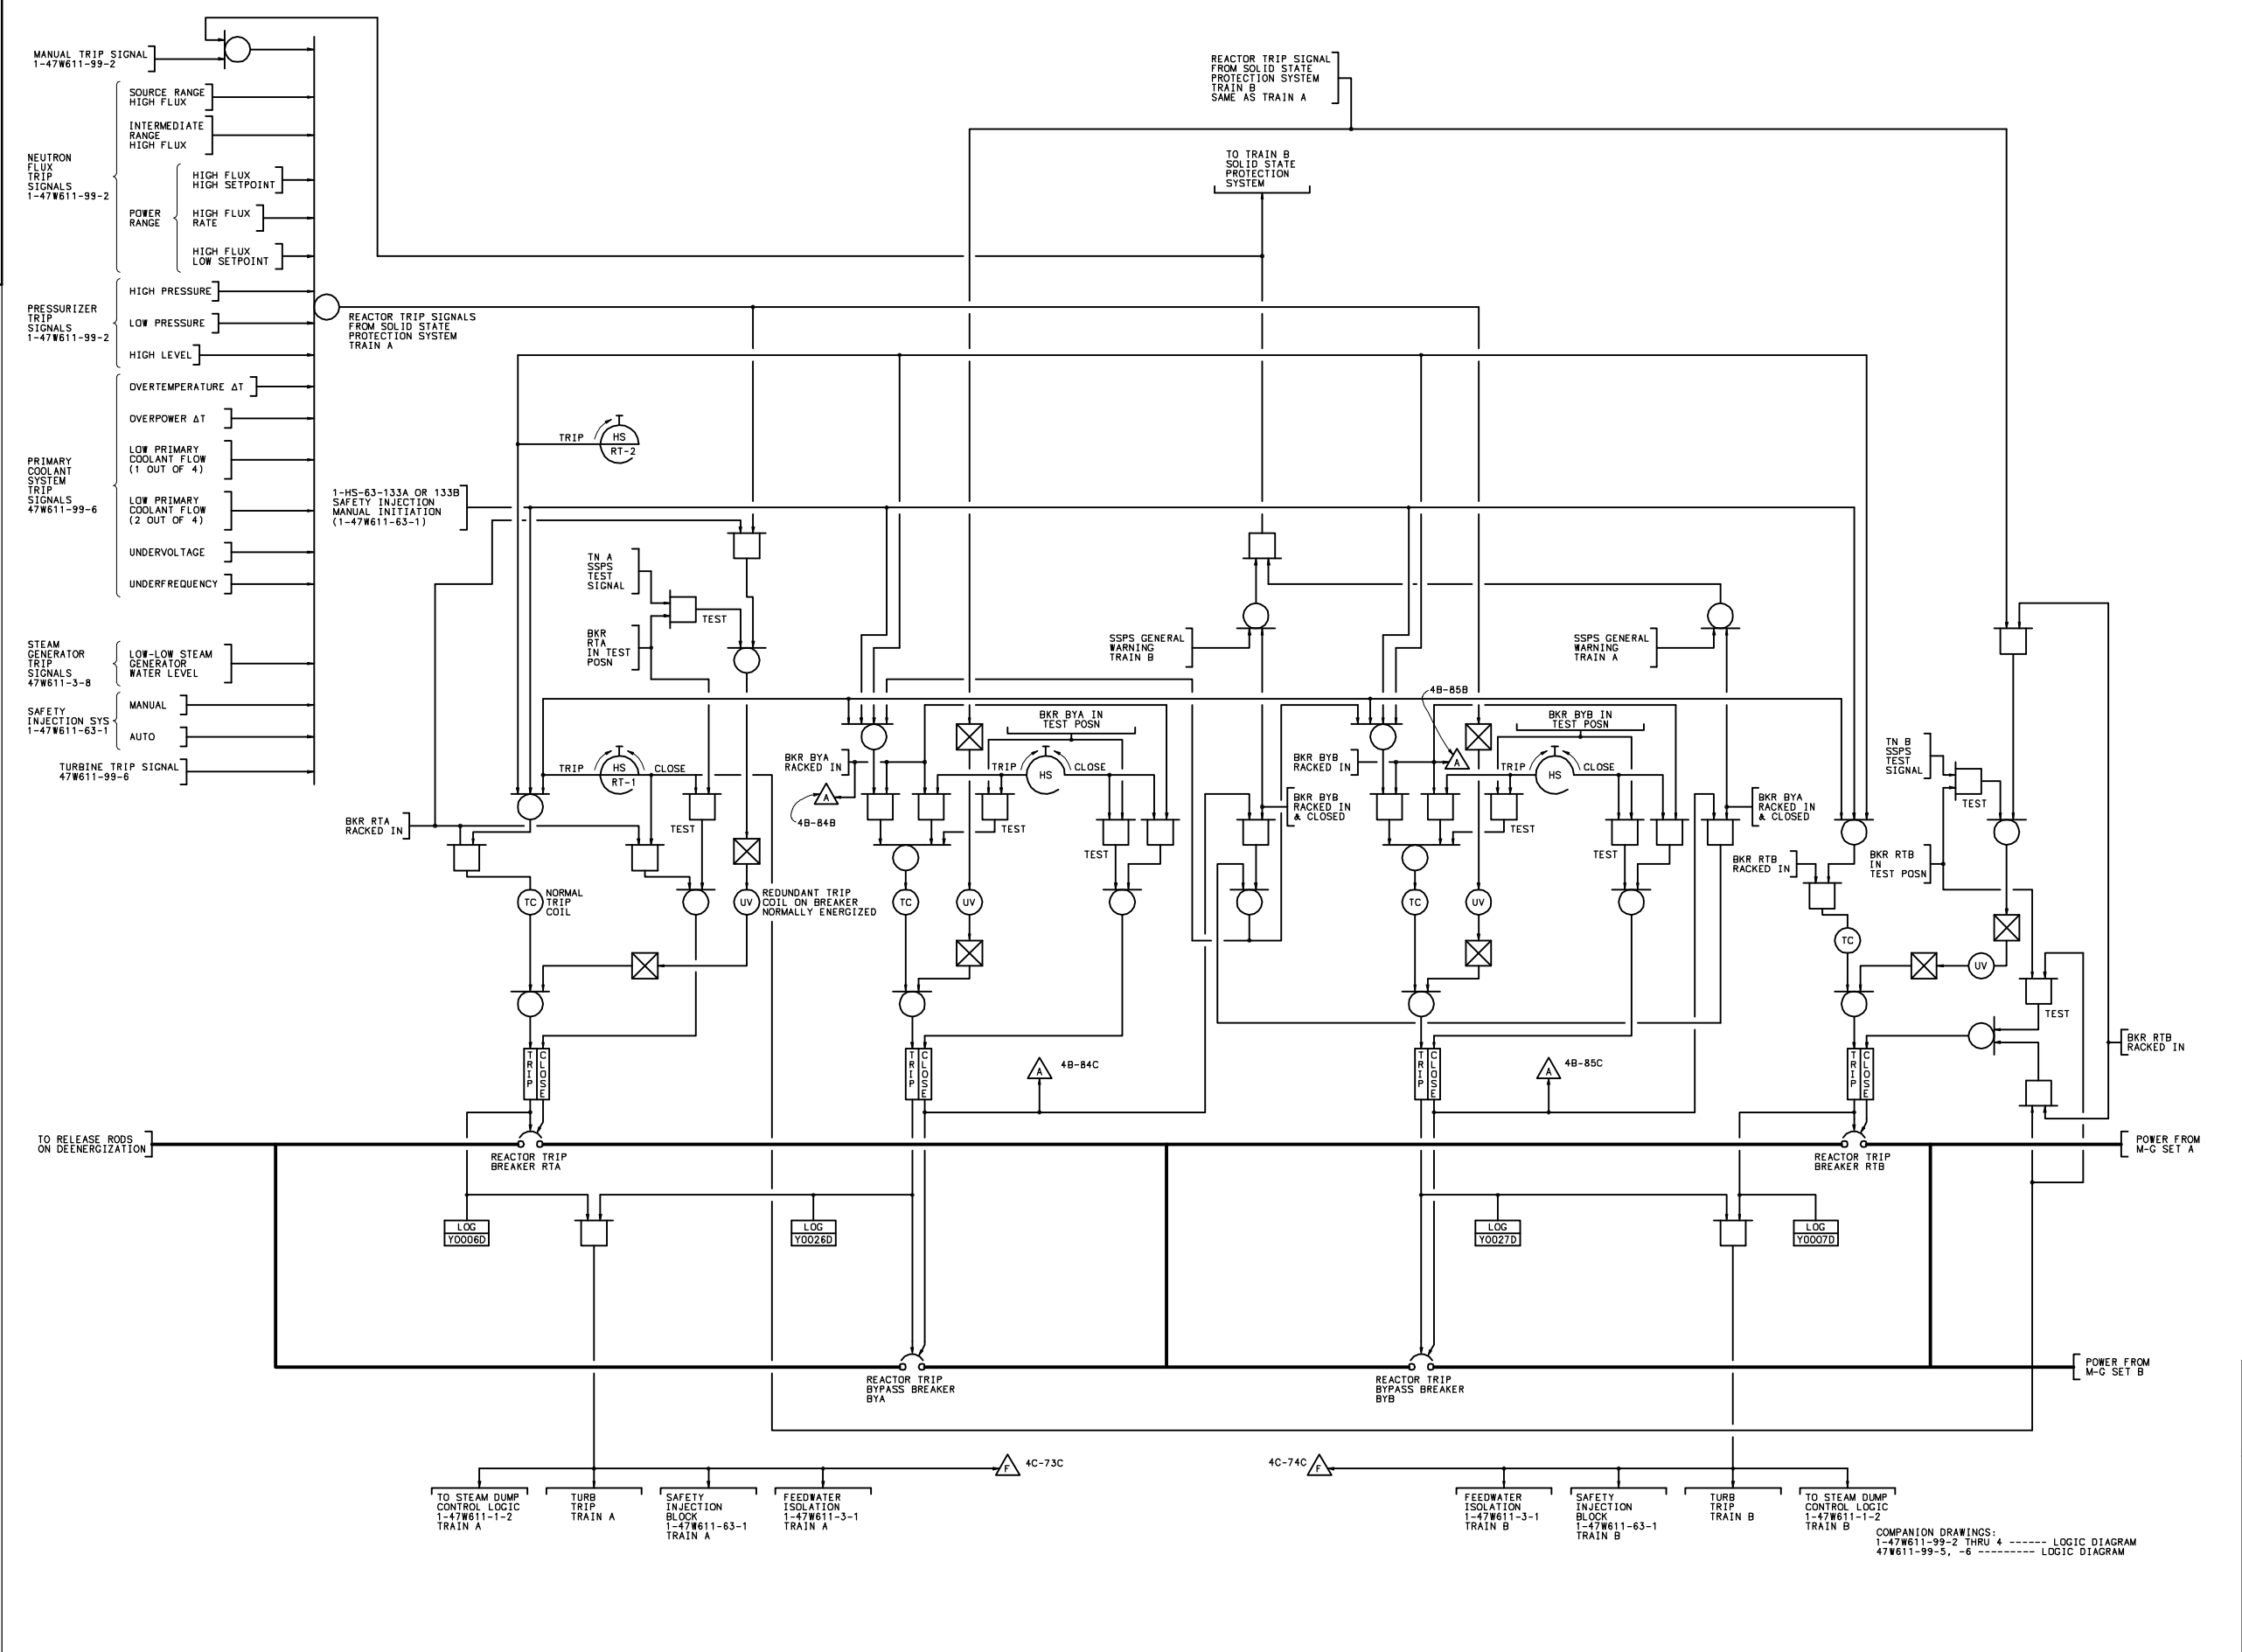 MANUAL TRIP SIGNAL
1-47W611-99-2
NEUTRON
FLUX
TRIP
SIGNALS
1-47W611-99-2
SOURCE RANGE
HIGH FLUX
INTERMEDIATE
RANGE
HIGH FLUX
POWER
RANGE
HIGH FLUX
HIGH SETPOINT
HIGH FLUX
RATE
HIGH FLUX
LOW SETPOINT
PRESSURIZER
TRIP
SIGNALS
1-47W611-99-2
HIGH PRESSURE
LOW PRESSURE
HIGH LEVEL
PRIMARY
COOLANT
SYSTEM
TRIP
SIGNALS
47W611-99-6
OVERTEMPERATURE ΔT
OVERPOWER ΔT
LOW PRIMARY
COOLANT FLOW
(1 OUT OF 4)
LOW PRIMARY
COOLANT FLOW
(2 OUT OF 4)
UNDERVOLTAGE
UNDERFREQUENCY
STEAM
GENERATOR
TRIP
SIGNALS
47W611-3-8
LOW-LOW STEAM
GENERATOR
WATER LEVEL
SAFETY
INJECTION SYS
1-47W611-63-1
MANUAL
AUTO
TURBINE TRIP SIGNAL
47W611-99-6
REACTOR TRIP SIGNALS
FROM SOLID STATE
PROTECTION SYSTEM
TRAIN A
REACTOR TRIP SIGNAL
FROM SOLID STATE
PROTECTION SYSTEM
TRAIN B
SAME AS TRAIN A
TO TRAIN B
SOLID STATE
PROTECTION
SYSTEM
TRIP
HS
RT-2
1-HS-63-133A OR 133B
SAFETY INJECTION
MANUAL INITIATION
(1-47W611-63-1)
TN A
SSPS
TEST
SIGNAL
TEST
BKR
RTA
IN TEST
POSN
SSPS GENERAL
WARNING
TRAIN B
SSPS GENERAL
WARNING
TRAIN A
4B-85B
BKR BYA IN
TEST POSN
BKR BYB IN
TEST POSN
BKR BYA
RACKED IN
BKR BYB
RACKED IN
TN B
SSPS
TEST
SIGNAL
TEST
TRIP
HS
RT-1
CLOSE
TRIP
HS
CLOSE
A
TRIP
HS
CLOSE
A
4B-84B
BKR RTA
RACKED IN
TEST
TEST
TEST
BKR BYB
RACKED IN
& CLOSED
TEST
TEST
BKR BYA
RACKED IN
& CLOSED
BKR RTB
RACKED IN
BKR RTB
IN
TEST POSN
TC
NORMAL
TRIP
COIL
UV
REDUNDANT TRIP
COIL ON BREAKER
NORMALLY ENERGIZED
TC
UV
TC
UV
TC
UV
TEST
BKR RTB
RACKED IN
TRIP
CLOSE
TRIP
CLOSE
A
4B-84C
TRIP
CLOSE
A
4B-85C
TRIP
CLOSE
TO RELEASE RODS
ON DEENERGIZATION
REACTOR TRIP
BREAKER RTA
REACTOR TRIP
BREAKER RTB
POWER FROM
M-G SET A
LOG
Y0006D
LOG
Y0026D
LOG
Y0027D
LOG
Y0007D
REACTOR TRIP
BYPASS BREAKER
BYA
REACTOR TRIP
BYPASS BREAKER
BYB
POWER FROM
M-G SET B
F
4C-73C
4C-74C
F
TO STEAM DUMP
CONTROL LOGIC
1-47W611-1-2
TRAIN A
TURB
TRIP
TRAIN A
SAFETY
INJECTION
BLOCK
1-47W611-63-1
TRAIN A
FEEDWATER
ISOLATION
1-47W611-3-1
TRAIN A
FEEDWATER
ISOLATION
1-47W611-3-1
TRAIN B
SAFETY
INJECTION
BLOCK
1-47W611-63-1
TRAIN B
TURB
TRIP
TRAIN B
TO STEAM DUMP
CONTROL LOGIC
1-47W611-1-2
TRAIN B
COMPANION DRAWINGS:
1-47W611-99-2 THRU 4 ------ LOGIC DIAGRAM
47W611-99-5, -6 --------- LOGIC DIAGRAM